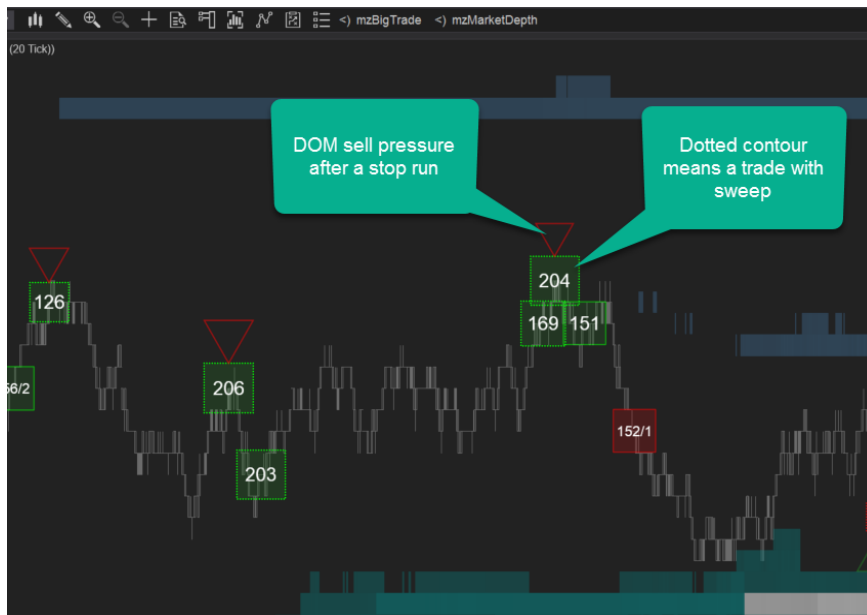 <) mzBigTrade <) mzMarketDepth
(20 Tick))
DOM sell pressure
after a stop run
Dotted contour
means a trade with
sweep
126
204
169
151
206
56/2
152/1
203